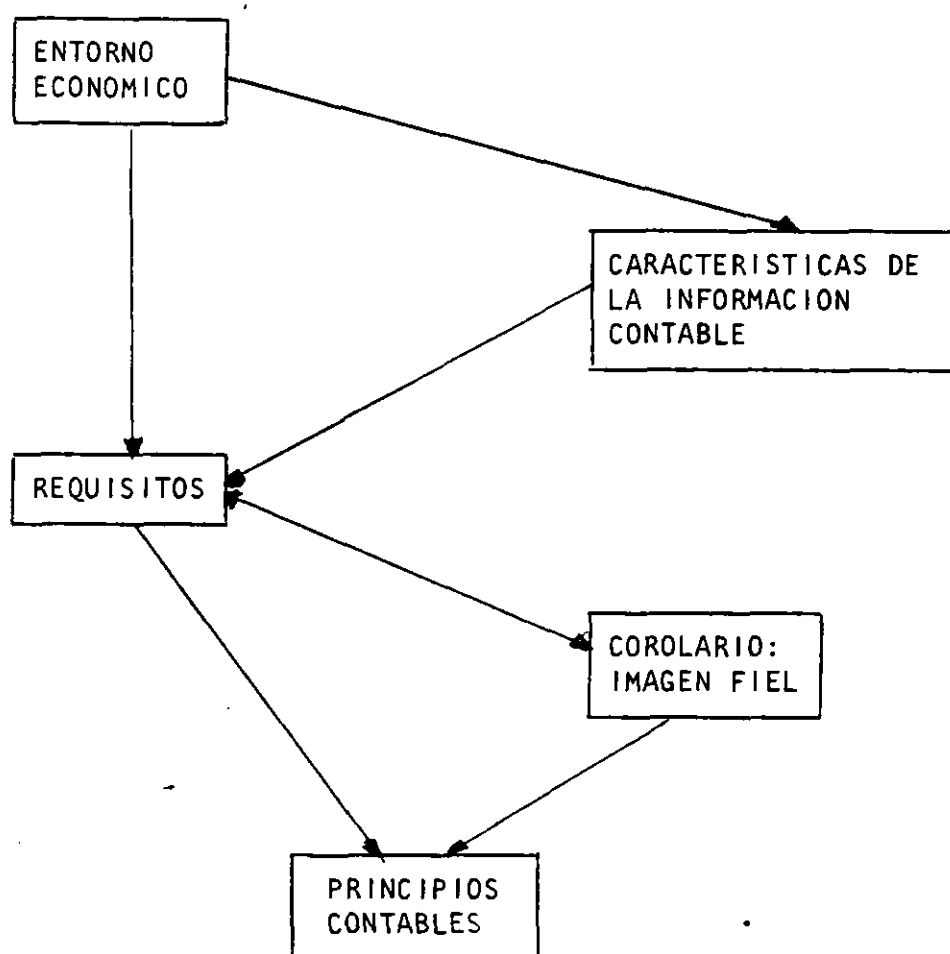 ENTORNO
ECONOMICO
CARACTERISTICAS DE
LA INFORMACION
CONTABLE
REQUISITOS
COROLARIO:
IMAGEN FIEL
PRINCIPIOS
CONTABLES